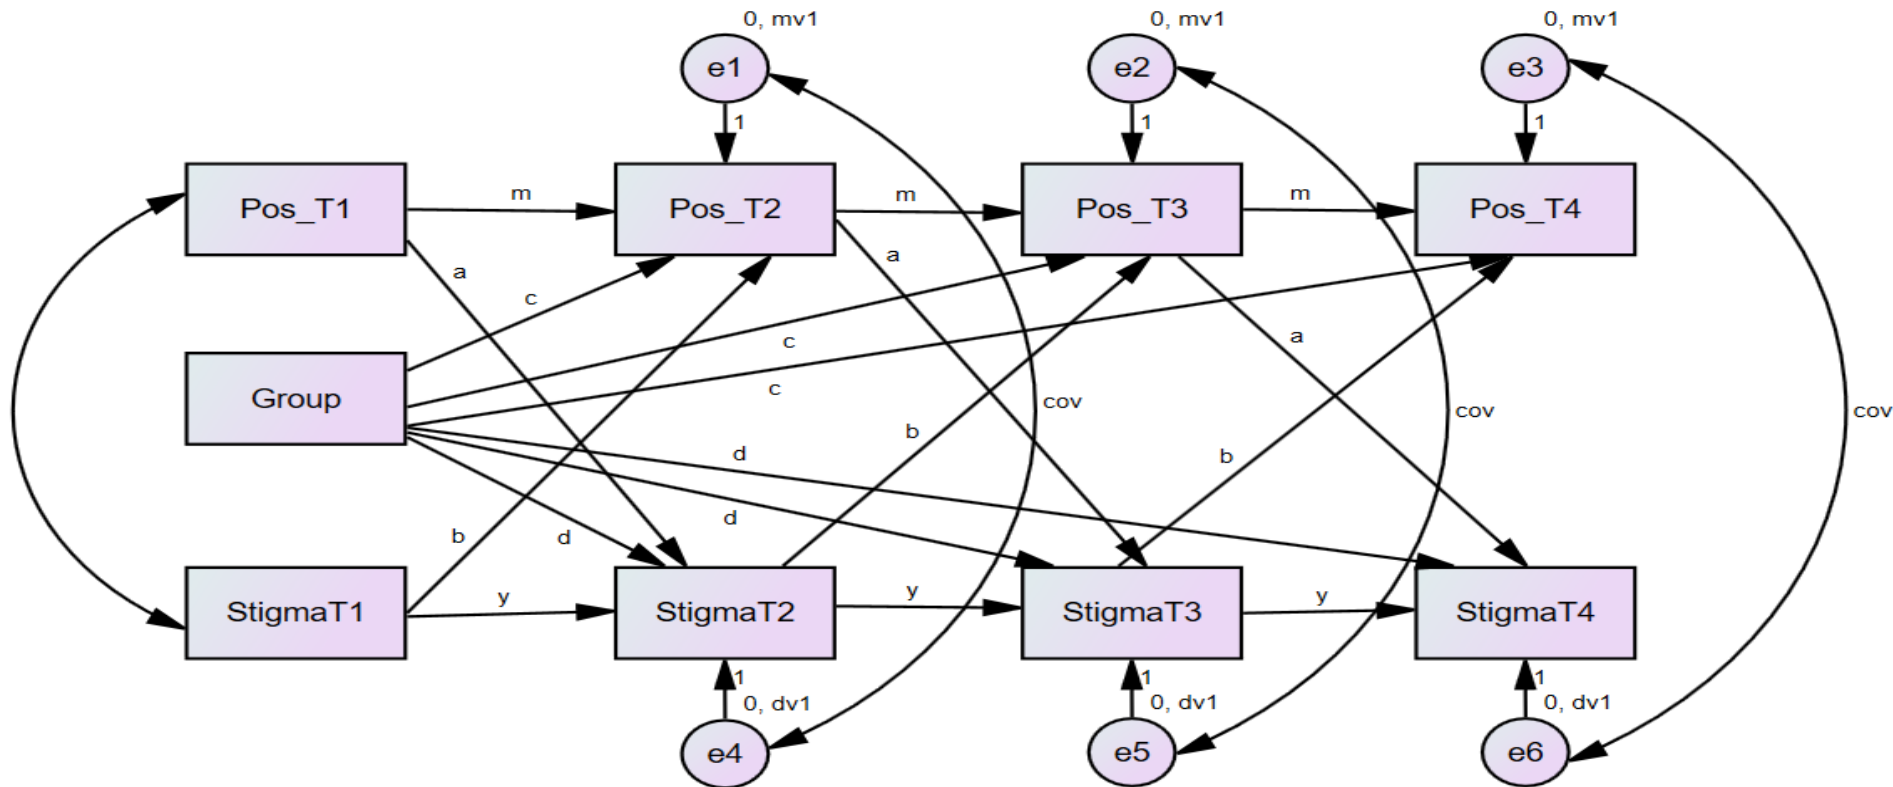 0, mv1
0, mv1
0, mv1
e1
e2
e3
1
1
1
Pos_T1
m
Pos_T2
m
Pos_T3
m
Pos_T4
a
a
c
c
a
Group
c
cov
cov
cov
b
d
b
d
b
d
StigmaT1
y
StigmaT2
y
StigmaT3
y
StigmaT4
1
1
1
0, dv1
0, dv1
0, dv1
e4
e5
e6